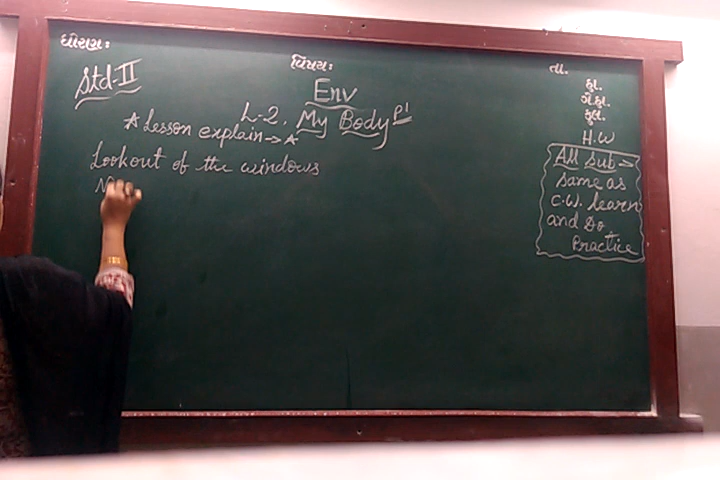 ધોરણઃ
વિષયઃ
તા.
Std-II
Env
હા.
ગે.હા.
કુલ.
L-2. My Body P1
* Lesson explain → *
Lookout of the windows
N
H.W
All Sub →
Same as
C.W. learn
and Do
Practice